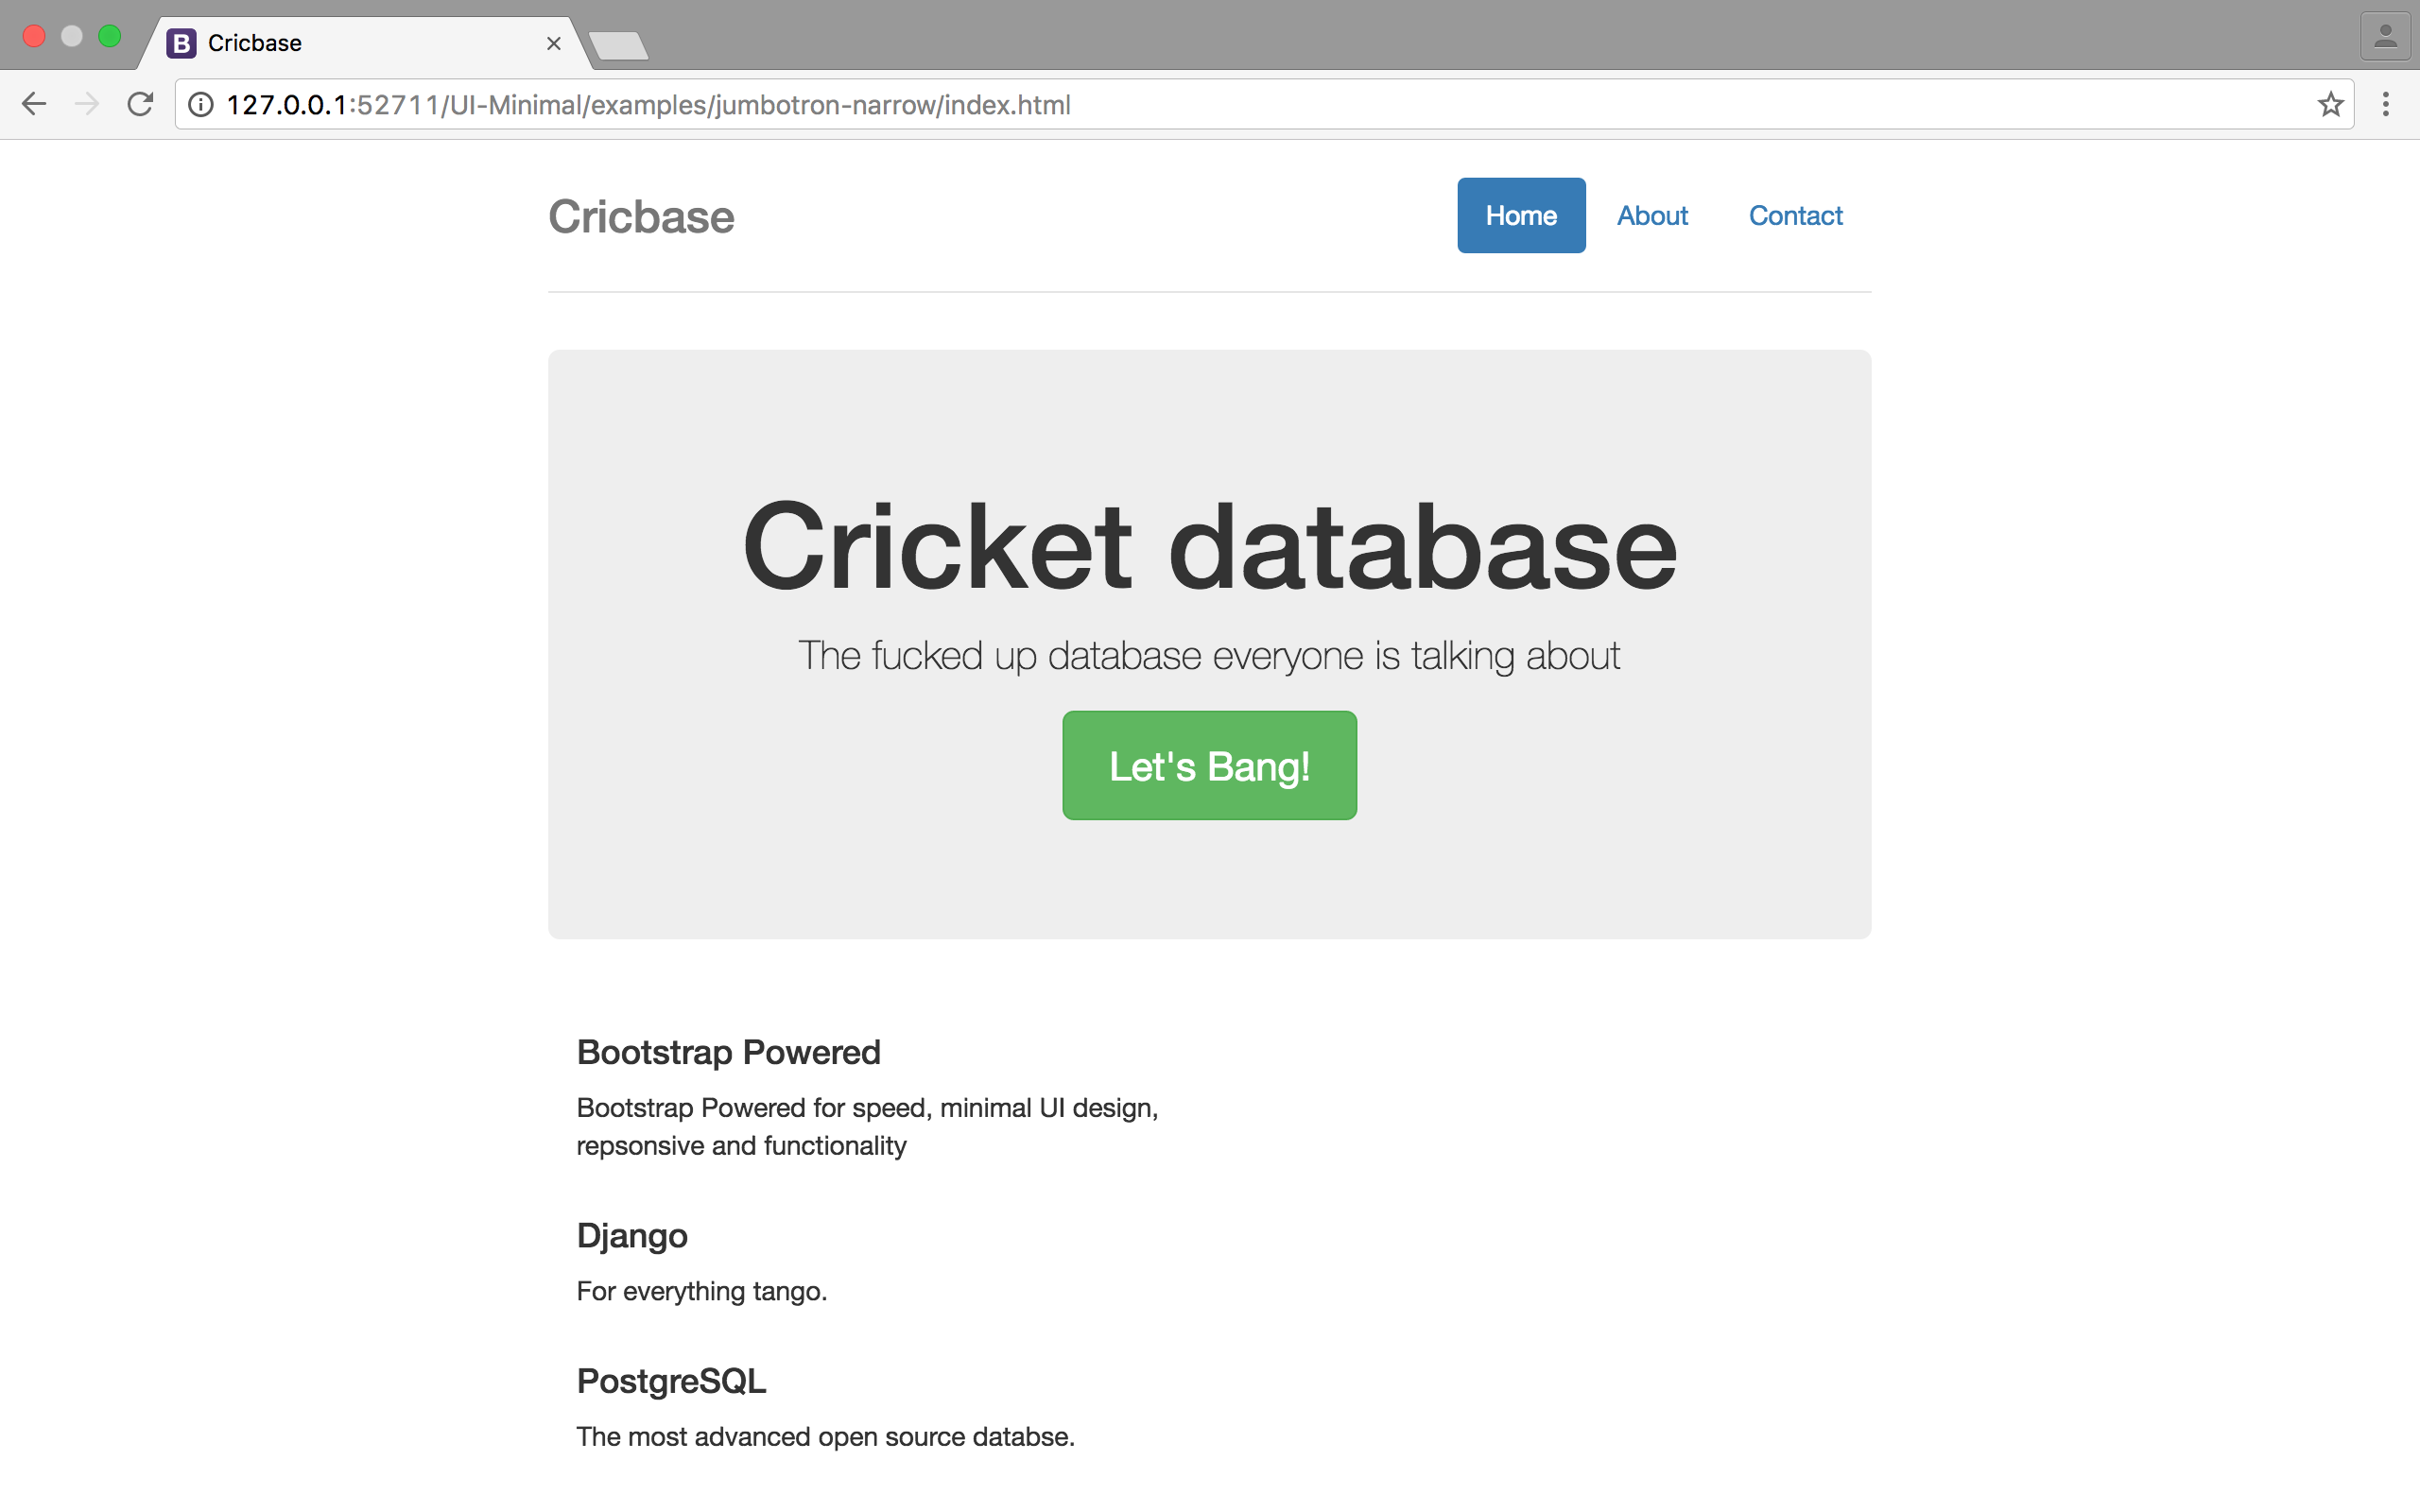 B Cricbase
127.0.0.1:52711/UI-Minimal/examples/jumbotron-narrow/index.html
Cricbase Home About Contact
Cricket database
The fucked up database everyone is talking about
Let's Bang!
Bootstrap Powered
Bootstrap Powered for speed, minimal UI design,
repsonsive and functionality
Django
For everything tango.
PostgreSQL
The most advanced open source databse.